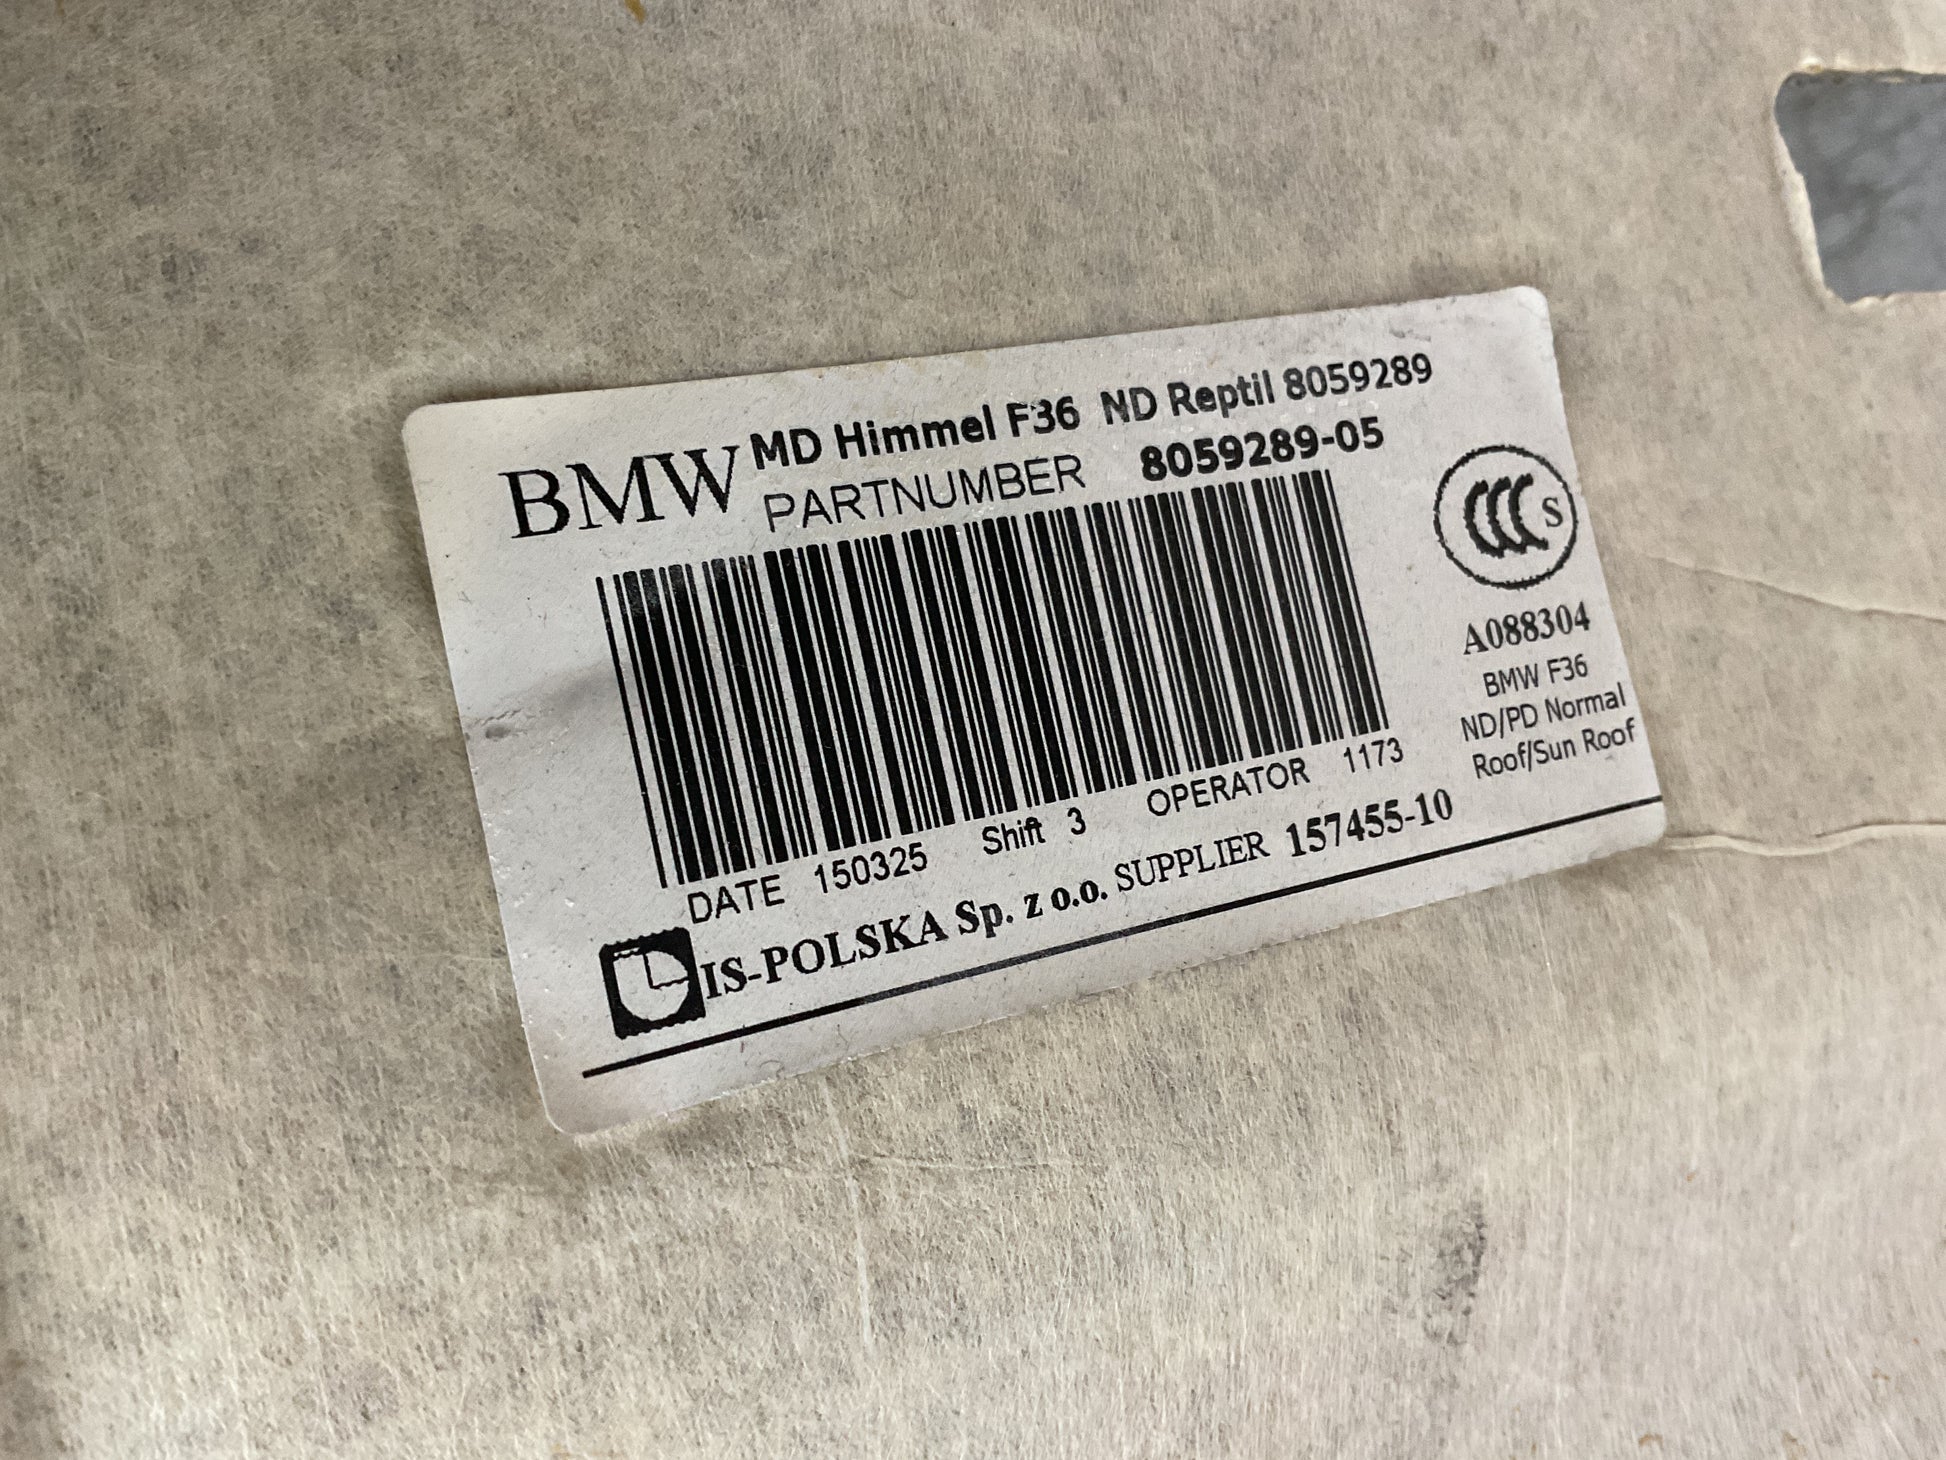 BMW MD Himmel F36 ND Reptil 8059289
PARTNUMBER 8059289-05
CCC S
A088304
BMW F36
ND/PD Normal
Roof/Sun Roof
DATE 150325 Shift 3 OPERATOR 1173
IS-POLSKA Sp. z o.o. SUPPLIER 157455-10